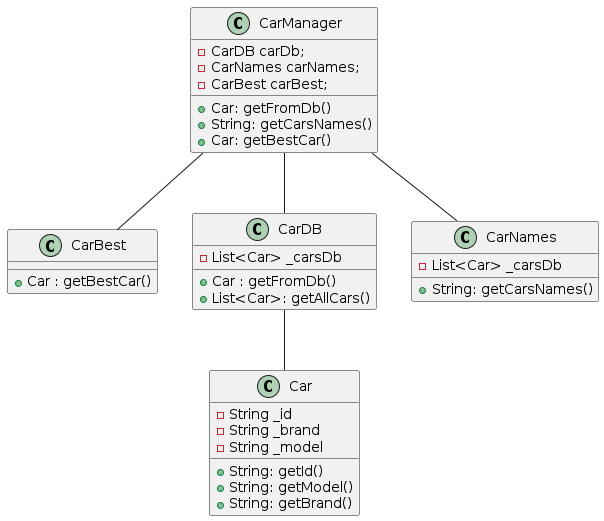 C CarManager
CarDB carDb;
CarNames carNames;
CarBest carBest;
Car: getFromDb()
String: getCarsNames()
Car: getBestCar()
C CarBest
Car : getBestCar()
C CarDB
List<Car> _carsDb
Car : getFromDb()
List<Car>: getAllCars()
C CarNames
List<Car> _carsDb
String: getCarsNames()
C Car
String _id
String _brand
String _model
String: getId()
String: getModel()
String: getBrand()